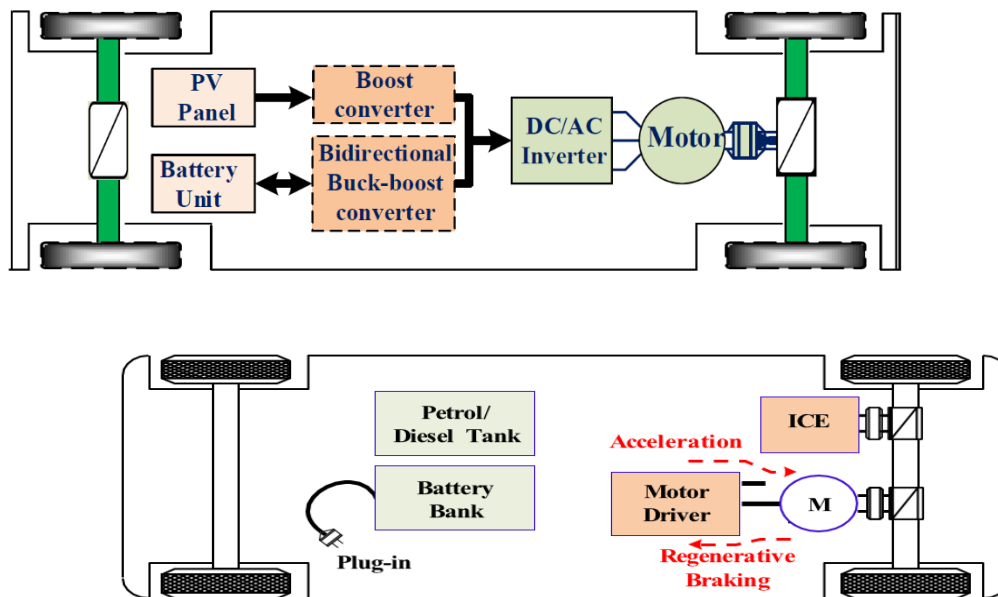 PV
Panel
Boost
converter
Battery
Unit
Bidirectional
Buck-boost
converter
DC/AC
Inverter
Motor
Petrol/
Diesel Tank
Battery
Bank
Plug-in
ICE
Acceleration
Motor
Driver
M
Regenerative
Braking